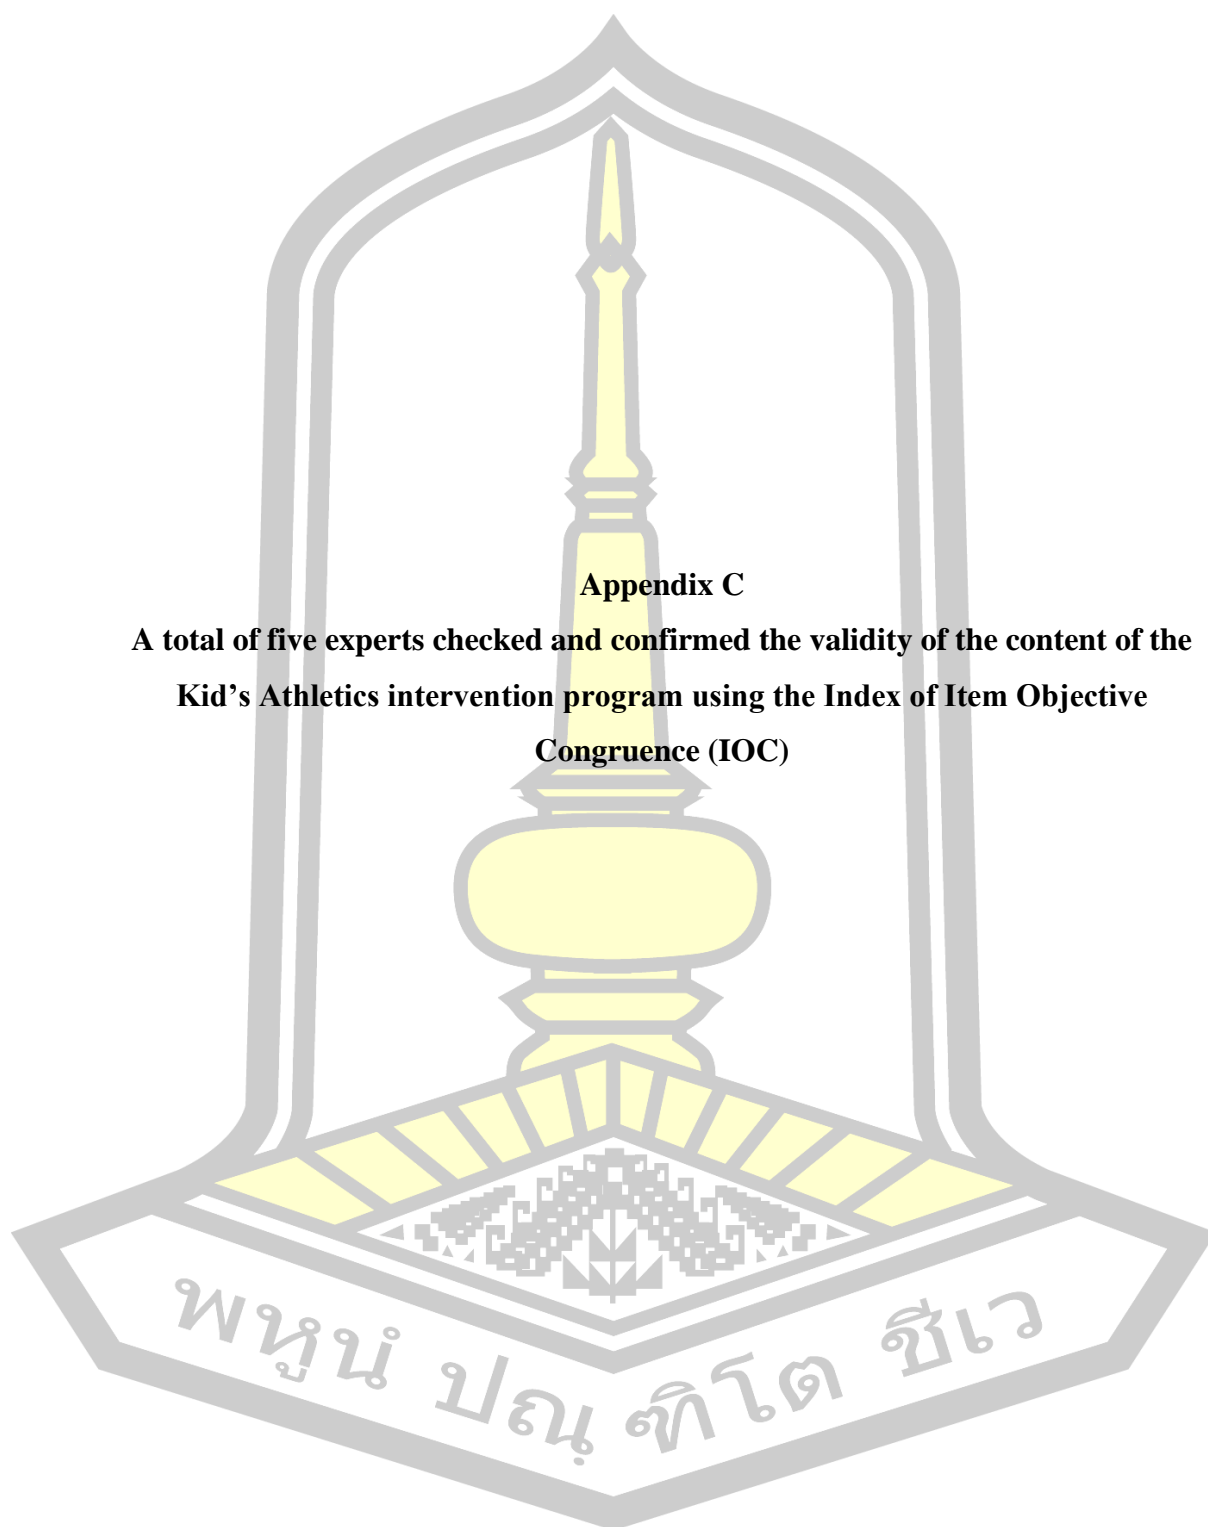 Appendix C
A total of five experts checked and confirmed the validity of the content of the
Kid’s Athletics intervention program using the Index of Item Objective
Congruence (IOC)
พหูนํ ปณฺฑิโต ชีเว